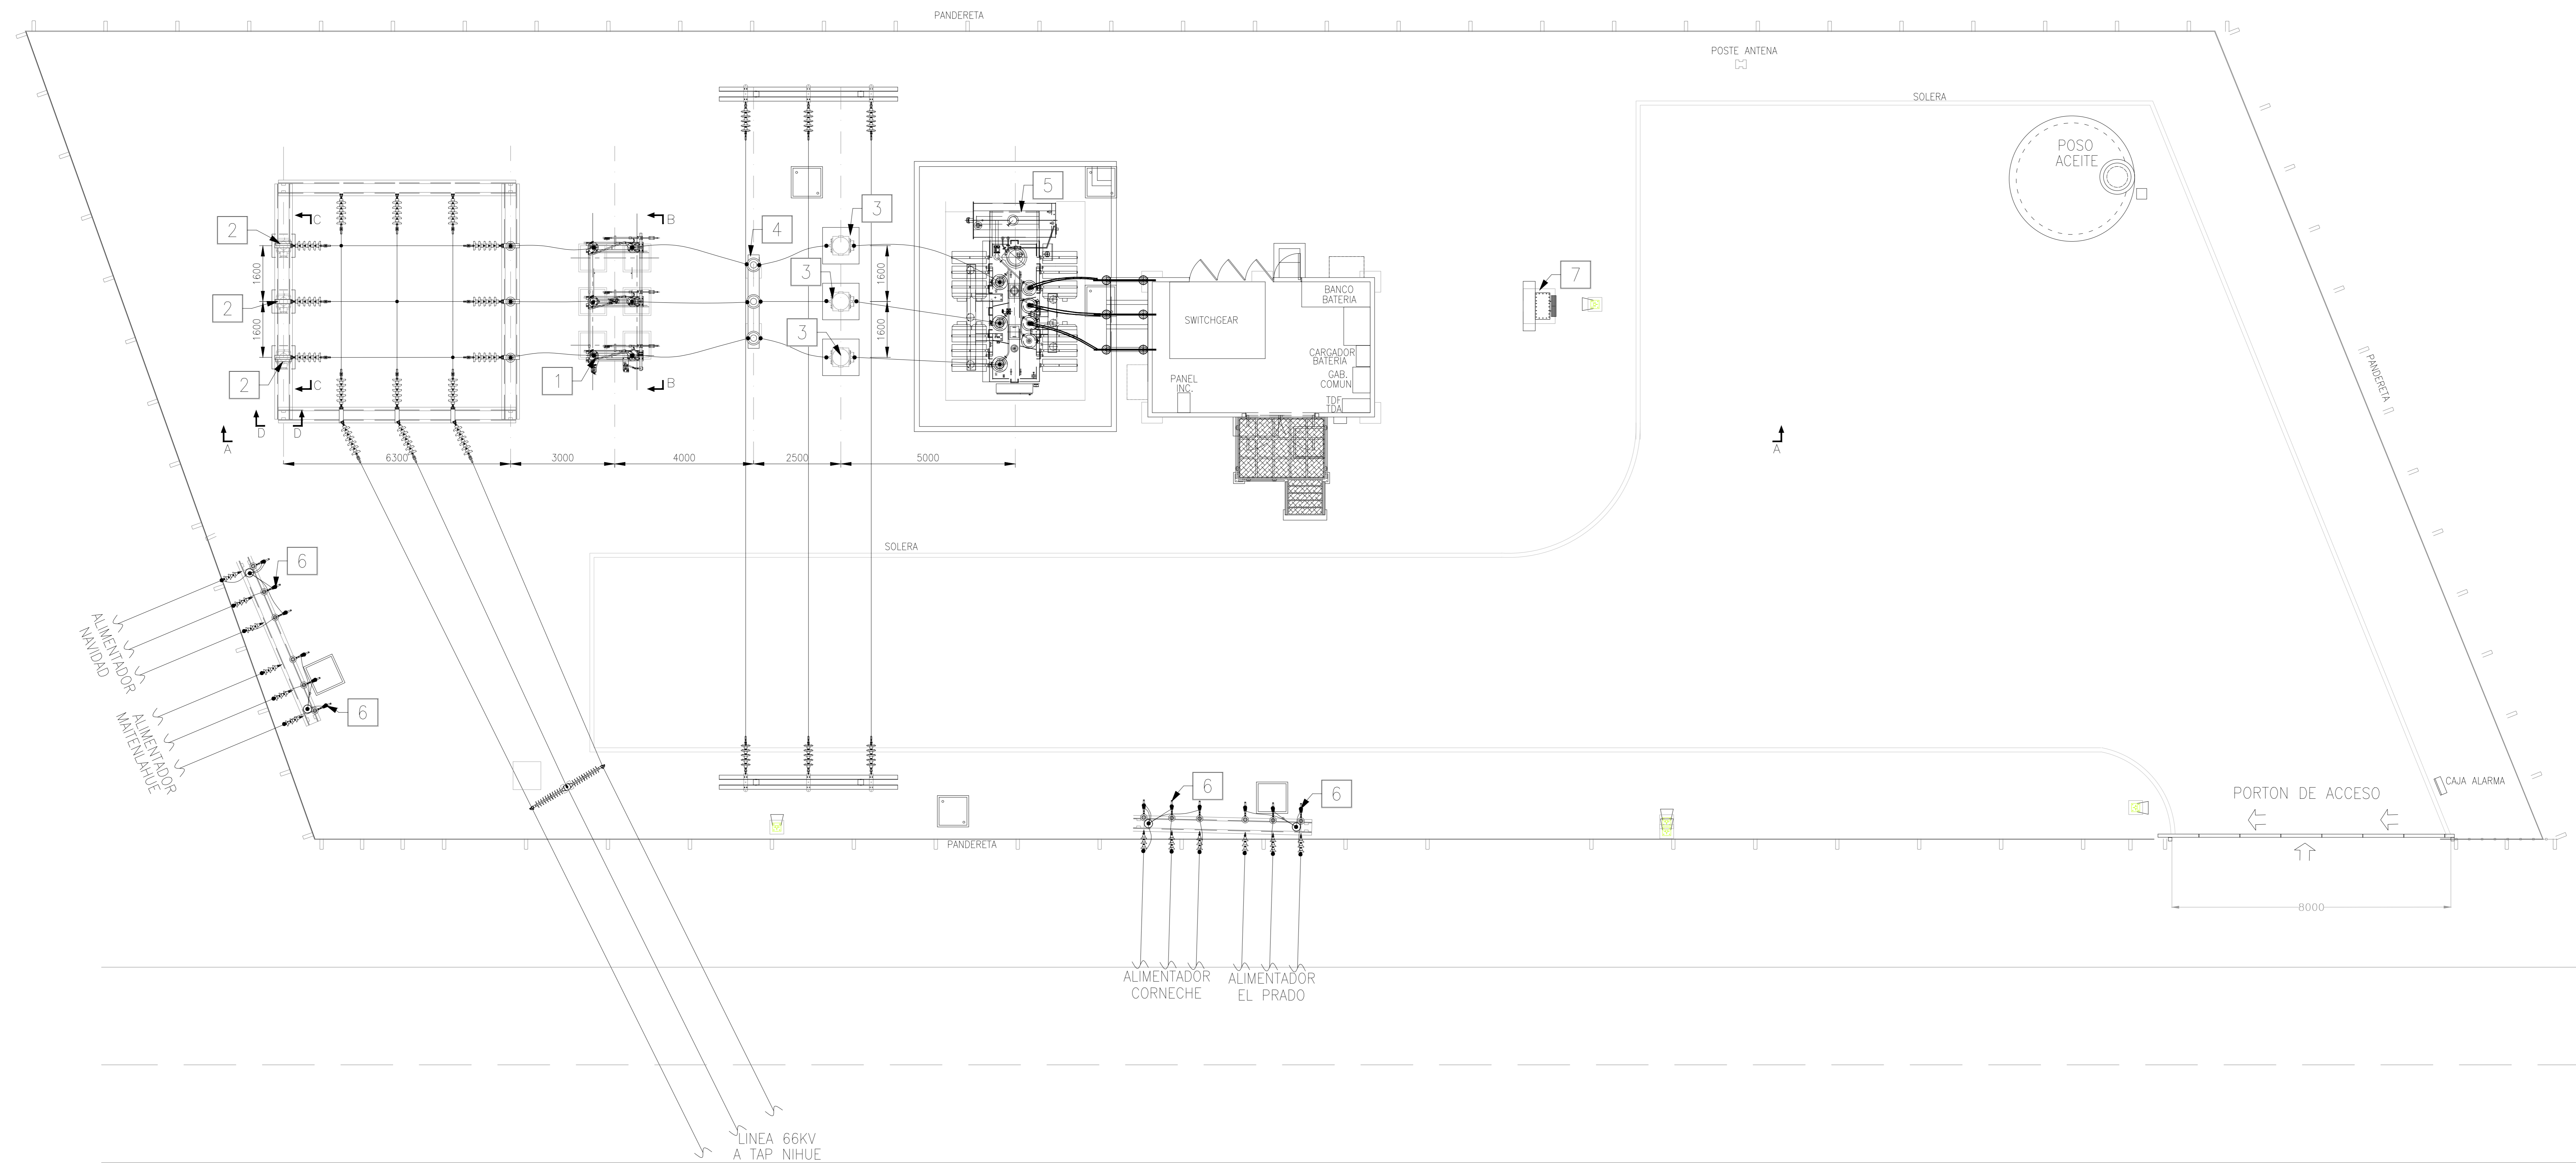 PANDERETA
POSTE ANTENA
SOLERA
POSO
ACEITE
5
3
4
2
C
B
3
7
1600
1600
BANCO
BATERIA
2
SWITCHGEAR
1600
1600
3
CARGADOR
BATERIA
PANDERETA
2
C
1
B
PANEL
INC.
GAB.
COMUN
TDF
TDA
A
D
D
A
6300
3000
4000
2500
5000
SOLERA
6
ALIMENTADOR
NAVIDAD
6
ALIMENTADOR
MAITENLAHUE
6
6
PORTON DE ACCESO
CAJA ALARMA
PANDERETA
8000
ALIMENTADOR
CORNECHE
ALIMENTADOR
EL PRADO
LINEA 66KV
A TAP NIHUE